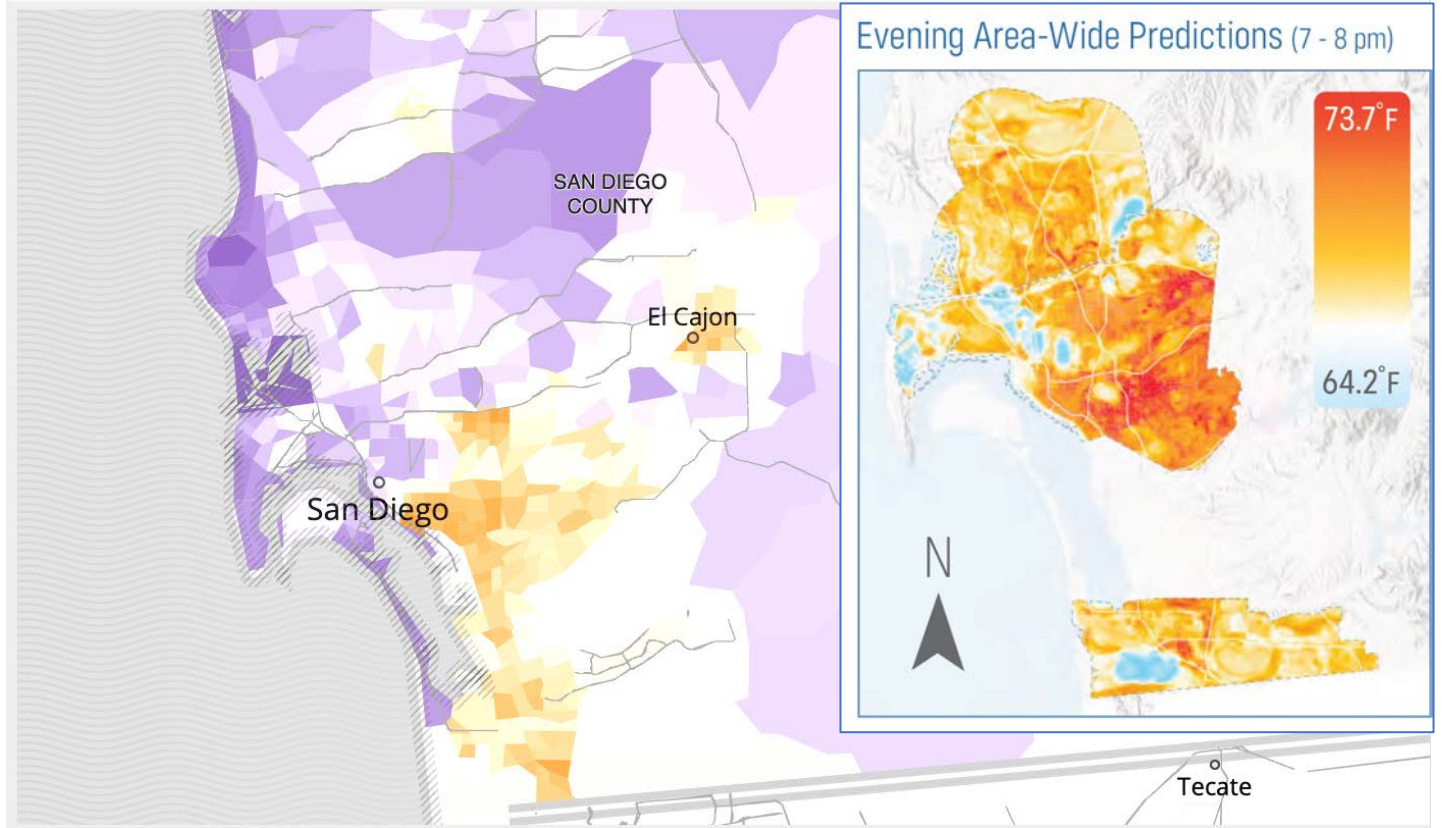 Evening Area-Wide Predictions (7 - 8 pm)
73.7°F
64.2°F
N
SAN DIEGO
COUNTY
El Cajon
San Diego
Tecate